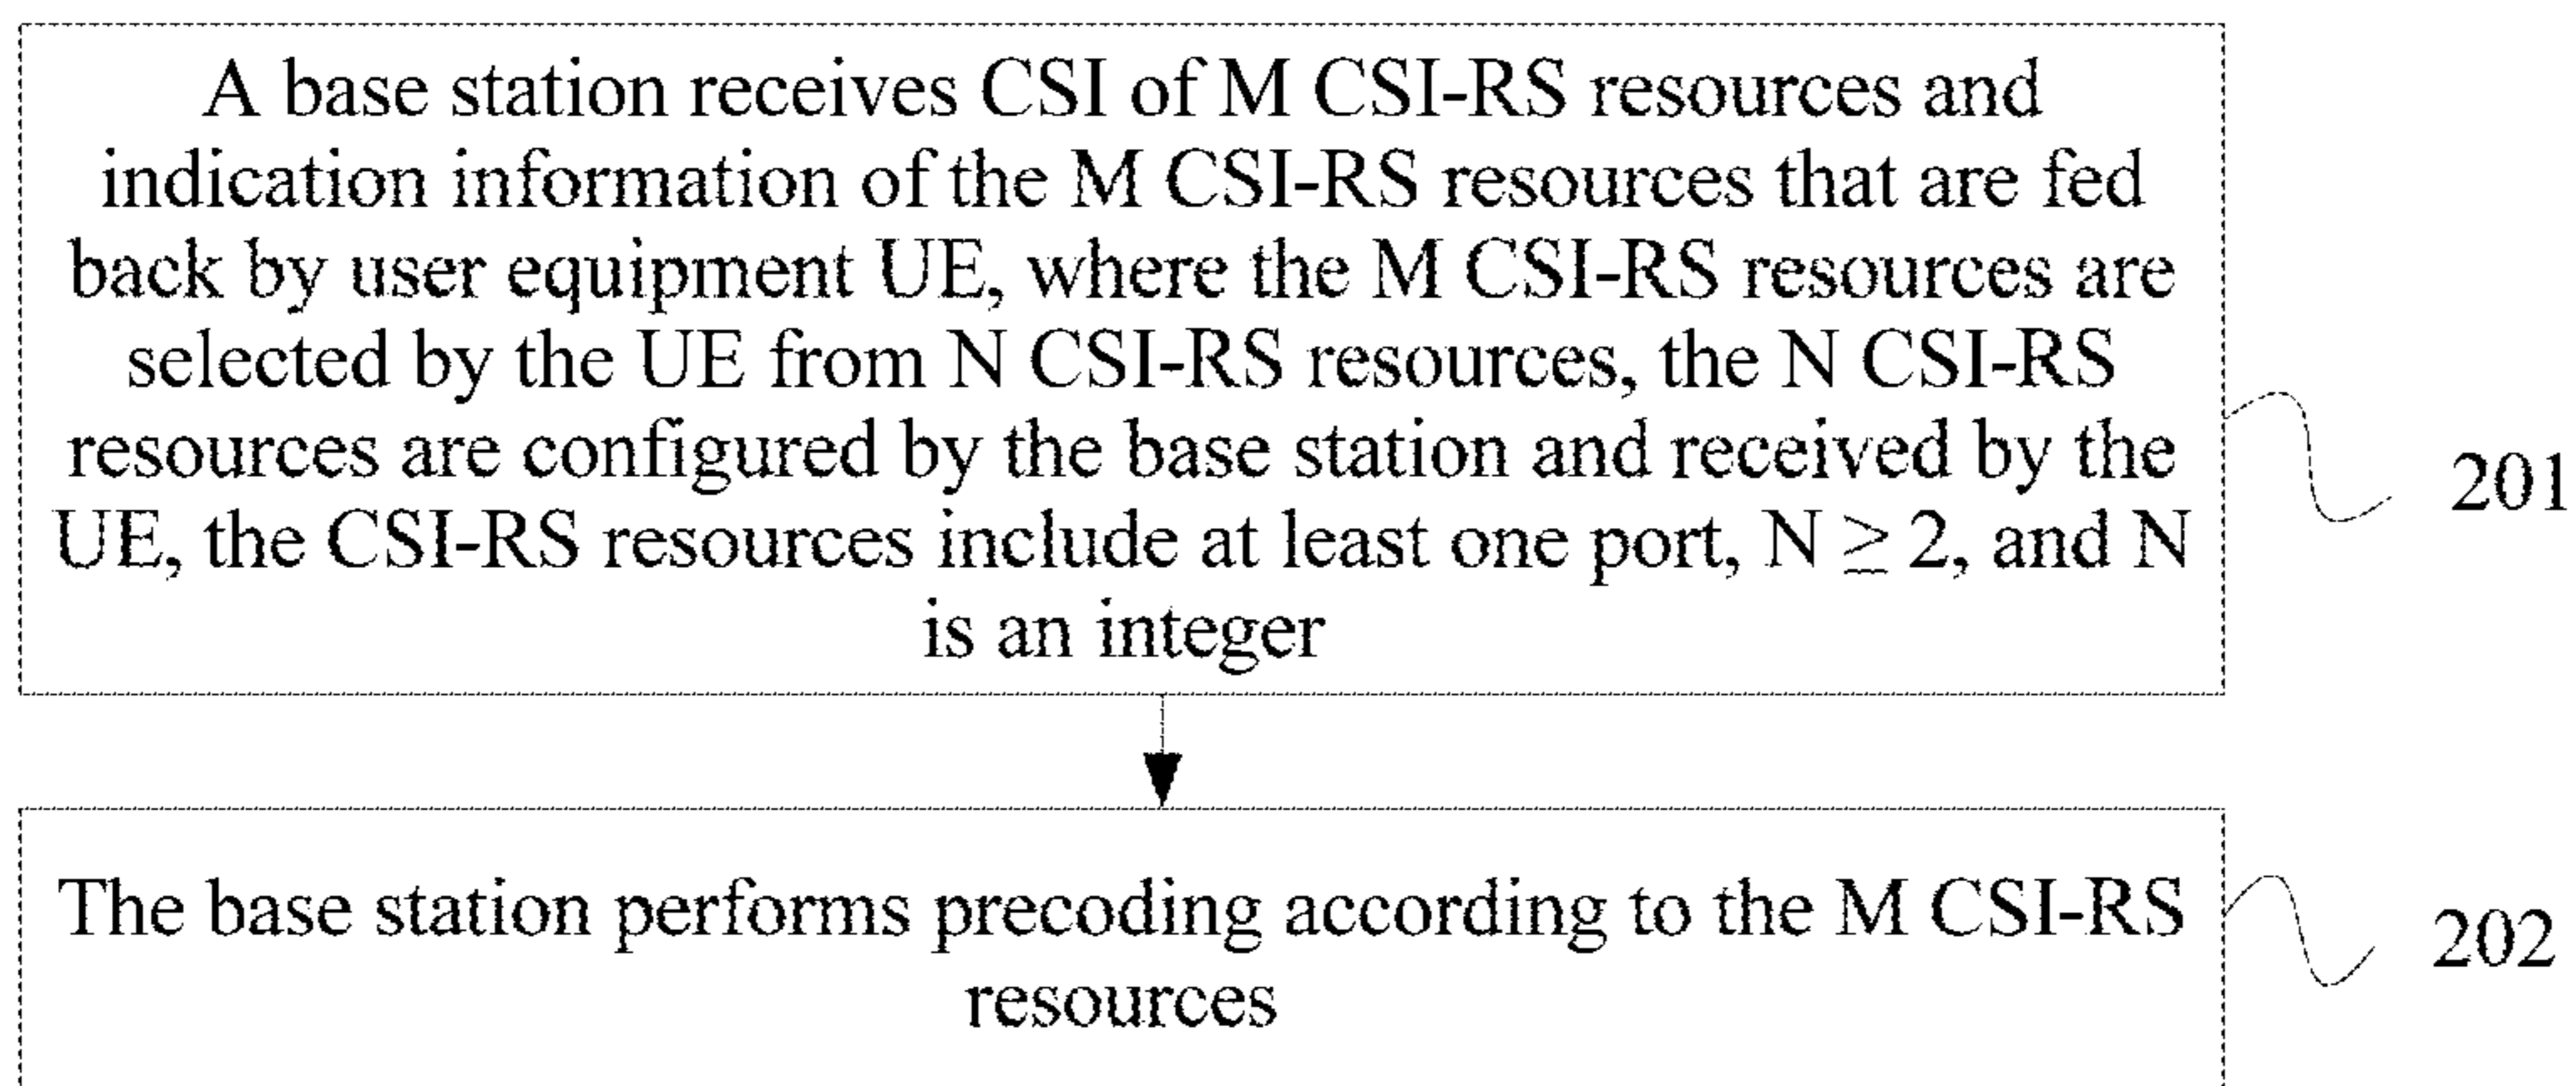 A base station receives CSI of M CSI-RS resources and
indication information of the M CSI-RS resources that are fed
back by user equipment UE, where the M CSI-RS resources are
selected by the UE from N CSI-RS resources, the N CSI-RS
resources are configured by the base station and received by the
UE, the CSI-RS resources include at least one port, N ≥ 2, and N
is an integer
201
The base station performs precoding according to the M CSI-RS
resources
202